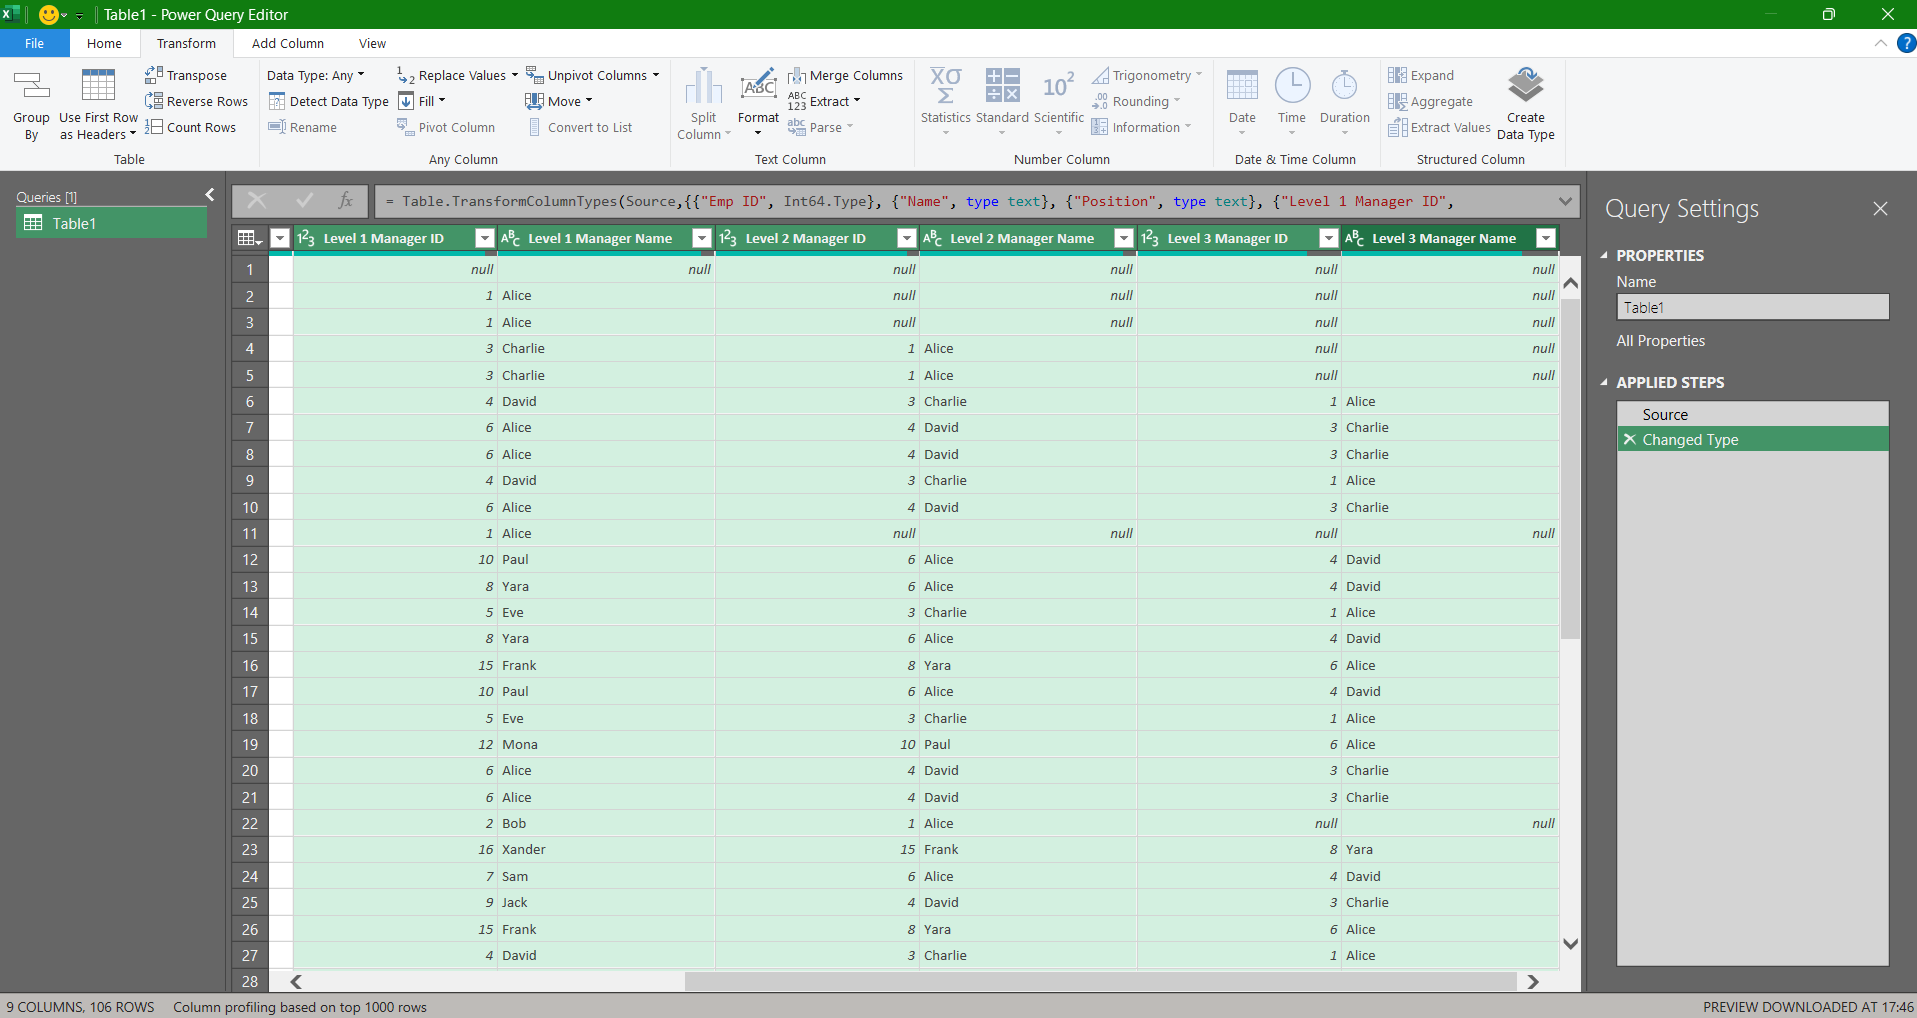 Table1 - Power Query Editor
File Home Transform Add Column View
Group By
Use First Row as Headers
Transpose
Reverse Rows
Count Rows
Table
Data Type: Any
Detect Data Type
Rename
Replace Values
Fill
Pivot Column
Unpivot Columns
Move
Convert to List
Any Column
Split Column
Format
Merge Columns
Extract
Parse
Text Column
Statistics
Standard
Scientific
Trigonometry
Rounding
Information
Number Column
Date
Time
Duration
Date & Time Column
Expand
Aggregate
Extract Values
Structured Column
Create Data Type
Queries [1]
Table1
= Table.TransformColumnTypes(Source,{{"Emp ID", Int64.Type}, {"Name", type text}, {"Position", type text}, {"Level 1 Manager ID",
Level 1 Manager ID Level 1 Manager Name Level 2 Manager ID Level 2 Manager Name Level 3 Manager ID Level 3 Manager Name
1 null null null null null null
2 1 Alice null null null null
3 1 Alice null null null null
4 3 Charlie 1 Alice null null
5 3 Charlie 1 Alice null null
6 4 David 3 Charlie 1 Alice
7 6 Alice 4 David 3 Charlie
8 6 Alice 4 David 3 Charlie
9 4 David 3 Charlie 1 Alice
10 6 Alice 4 David 3 Charlie
11 1 Alice null null null null
12 10 Paul 6 Alice 4 David
13 8 Yara 6 Alice 4 David
14 5 Eve 3 Charlie 1 Alice
15 8 Yara 6 Alice 4 David
16 15 Frank 8 Yara 6 Alice
17 10 Paul 6 Alice 4 David
18 5 Eve 3 Charlie 1 Alice
19 12 Mona 10 Paul 6 Alice
20 6 Alice 4 David 3 Charlie
21 6 Alice 4 David 3 Charlie
22 2 Bob 1 Alice null null
23 16 Xander 15 Frank 8 Yara
24 7 Sam 6 Alice 4 David
25 9 Jack 4 David 3 Charlie
26 15 Frank 8 Yara 6 Alice
27 4 David 3 Charlie 1 Alice
28
Query Settings
PROPERTIES
Name
Table1
All Properties
APPLIED STEPS
Source
Changed Type
9 COLUMNS, 106 ROWS Column profiling based on top 1000 rows
PREVIEW DOWNLOADED AT 17:46